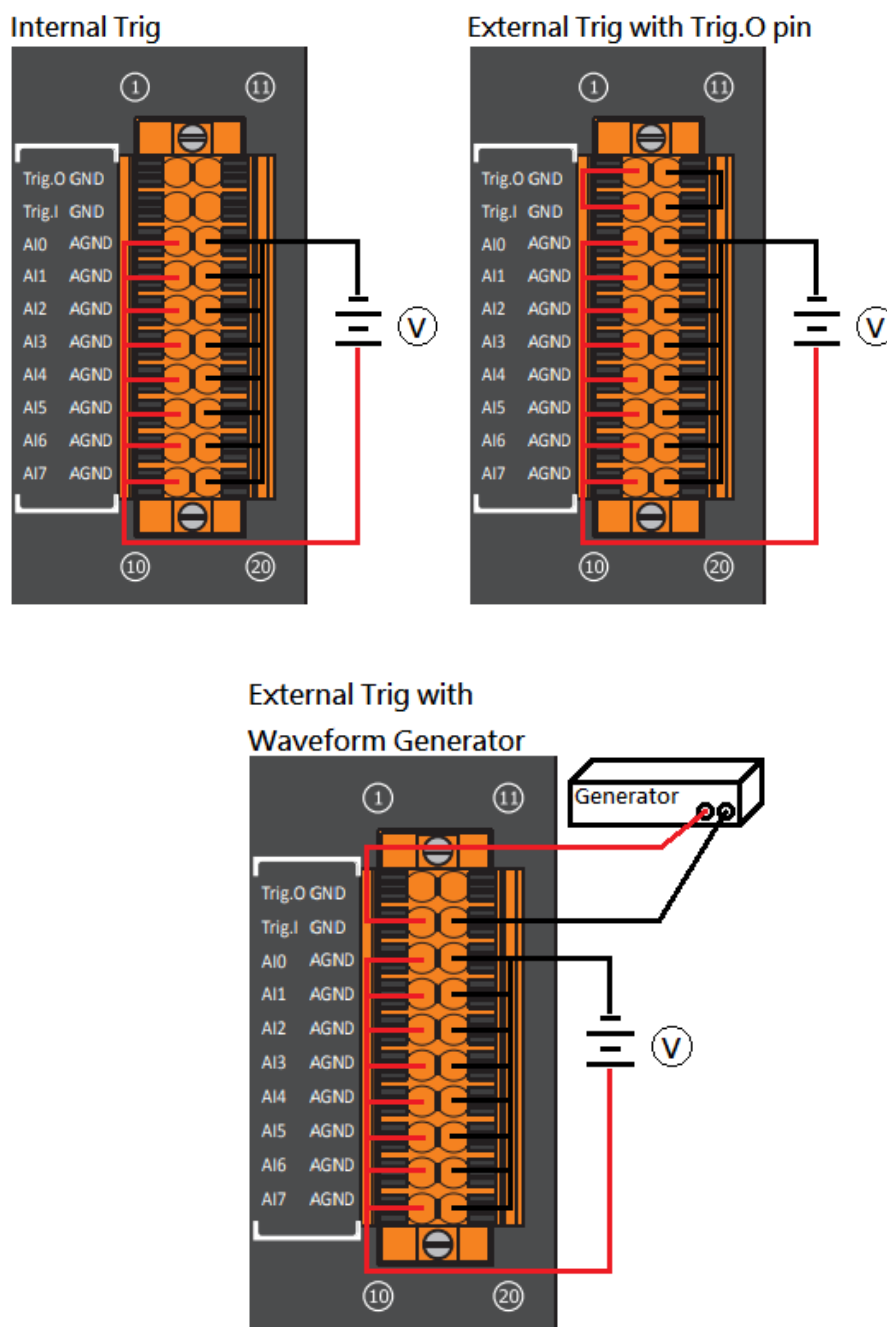 Internal Trig
1 11
Trig.O GND
Trig.I GND
AI0 AGND
AI1 AGND
AI2 AGND
AI3 AGND
AI4 AGND
AI5 AGND
AI6 AGND
AI7 AGND
V
10 20
External Trig with Trig.O pin
1 11
Trig.O GND
Trig.I GND
AI0 AGND
AI1 AGND
AI2 AGND
AI3 AGND
AI4 AGND
AI5 AGND
AI6 AGND
AI7 AGND
V
10 20
External Trig with
Waveform Generator
1 11
Generator
Trig.O GND
Trig.I GND
AI0 AGND
AI1 AGND
AI2 AGND
AI3 AGND
AI4 AGND
AI5 AGND
AI6 AGND
AI7 AGND
V
10 20